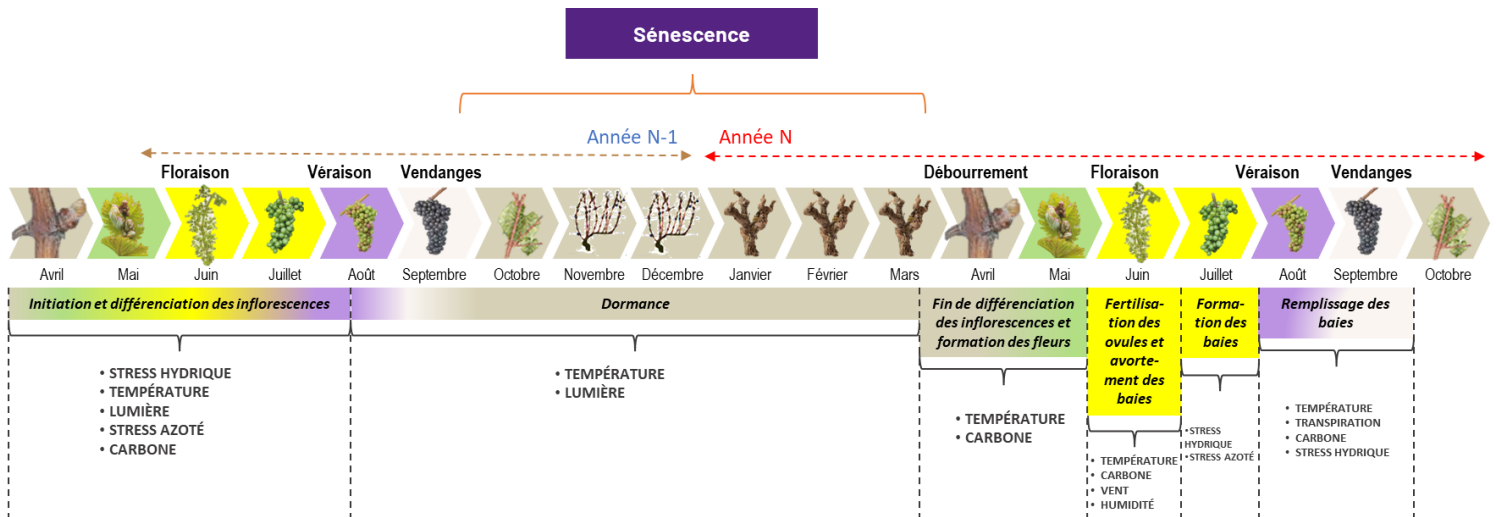 Sénescence
Année N-1
Année N
Floraison
Véraison
Vendanges
Débourrement
Floraison
Véraison
Vendanges
Avril
Mai
Juin
Juillet
Août
Septembre
Octobre
Novembre
Décembre
Janvier
Février
Mars
Avril
Mai
Juin
Juillet
Août
Septembre
Octobre
Initiation et différenciation des inflorescences
Dormance
Fin de différenciation
des inflorescences et
formation des fleurs
Fertilisa-
tion des
ovules et
avorte-
ment des
baies
Forma-
tion des
baies
Remplissage des
baies
• STRESS HYDRIQUE
• TEMPÉRATURE
• LUMIÈRE
• STRESS AZOTÉ
• CARBONE
• TEMPÉRATURE
• LUMIÈRE
• TEMPÉRATURE
• CARBONE
• TEMPÉRATURE
• CARBONE
• VENT
• HUMIDITÉ
• STRESS
HYDRIQUE
• STRESS AZOTÉ
• TEMPÉRATURE
• TRANSPIRATION
• CARBONE
• STRESS HYDRIQUE